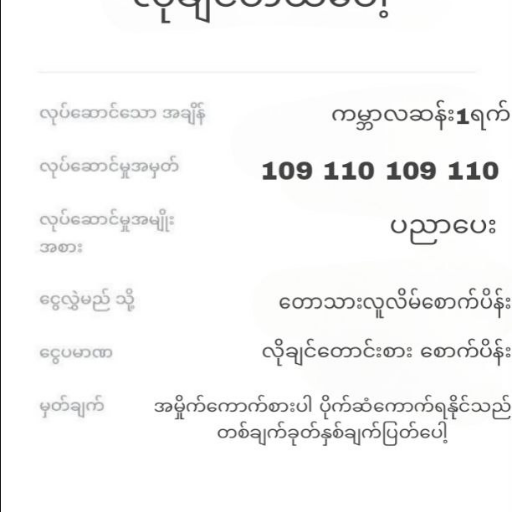 လုပ်ဆောင်သော အချိန် ကမ္ဘာလဆန်း1ရက်
လုပ်ဆောင်မှုအမှတ် 109 110 109 110
လုပ်ဆောင်မှုအမျိုး ပညာပေး
အစား
ငွေလွှဲမည် သို့ တောသားလူလိမ်စောက်ပိန်း
ငွေပမာဏ လိုချင်တောင်းစား စောက်ပိန်း
မှတ်ချက် အမှိုက်ကောက်စားပါ ပိုက်ဆံကောက်ရနိုင်သည်
တစ်ချက်ခုတ်နှစ်ချက်ပြတ်ပေါ့